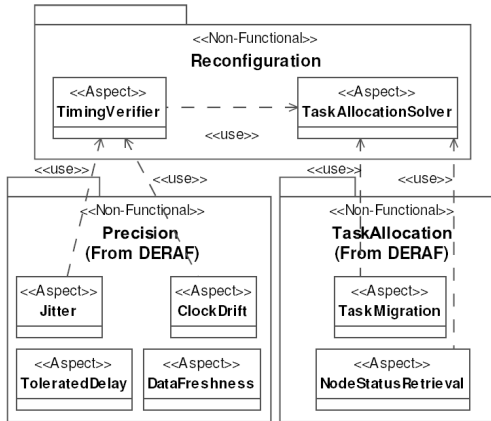 <<Non-Functional>>
Reconfiguration
<<Aspect>>
TimingVerifier
<<Aspect>>
TaskAllocationSolver
<<use>>
<<use>>
<<use>>
<<use>>
<<use>>
<<Non-Functional>>
Precision
(From DERAF)
<<Non-Functional>>
TaskAllocation
(From DERAF)
<<Aspect>>
Jitter
<<Aspect>>
ClockDrift
<<Aspect>>
TaskMigration
<<Aspect>>
ToleratedDelay
<<Aspect>>
DataFreshness
<<Aspect>>
NodeStatusRetrieval